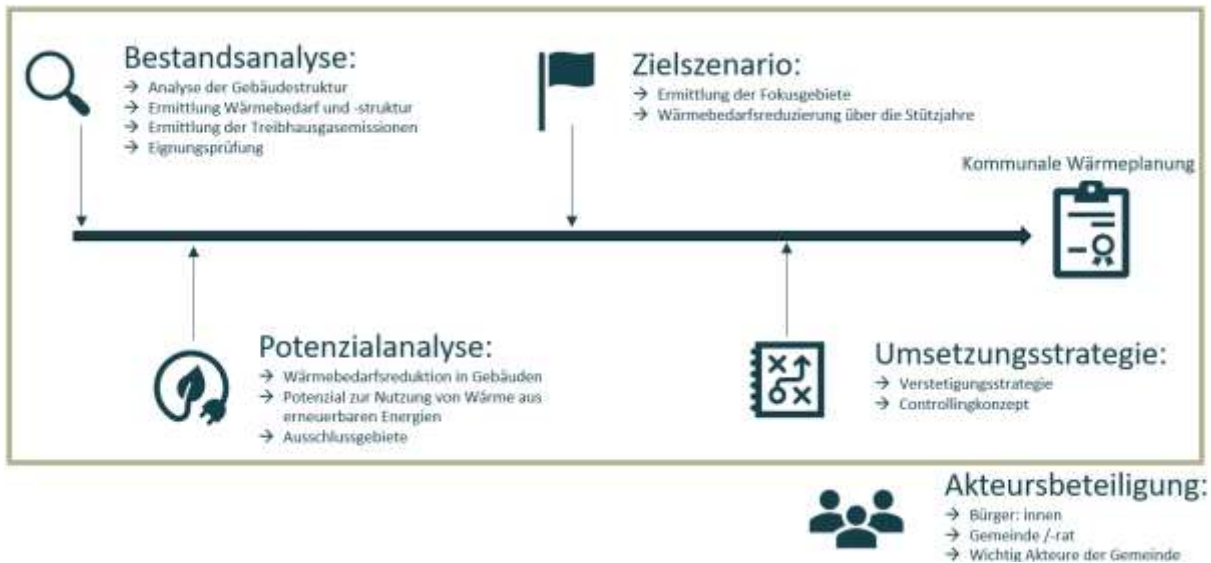 Bestandsanalyse:
→ Analyse der Gebäudestruktur
→ Ermittlung Wärmebedarf und -struktur
→ Ermittlung der Treibhausgasemissionen
→ Eignungsprüfung
Zielszenario:
→ Ermittlung der Fokusgebiete
→ Wärmebedarfsreduzierung über die Stützjahre
Kommunale Wärmeplanung
Potenzialanalyse:
→ Wärmebedarfsreduktion in Gebäuden
→ Potenzial zur Nutzung von Wärme aus
erneuerbaren Energien
→ Ausschlussgebiete
Umsetzungsstrategie:
→ Verstetigungsstrategie
→ Controllingkonzept
Akteursbeteiligung:
→ Bürger: innen
→ Gemeinde /-rat
→ Wichtig Akteure der Gemeinde